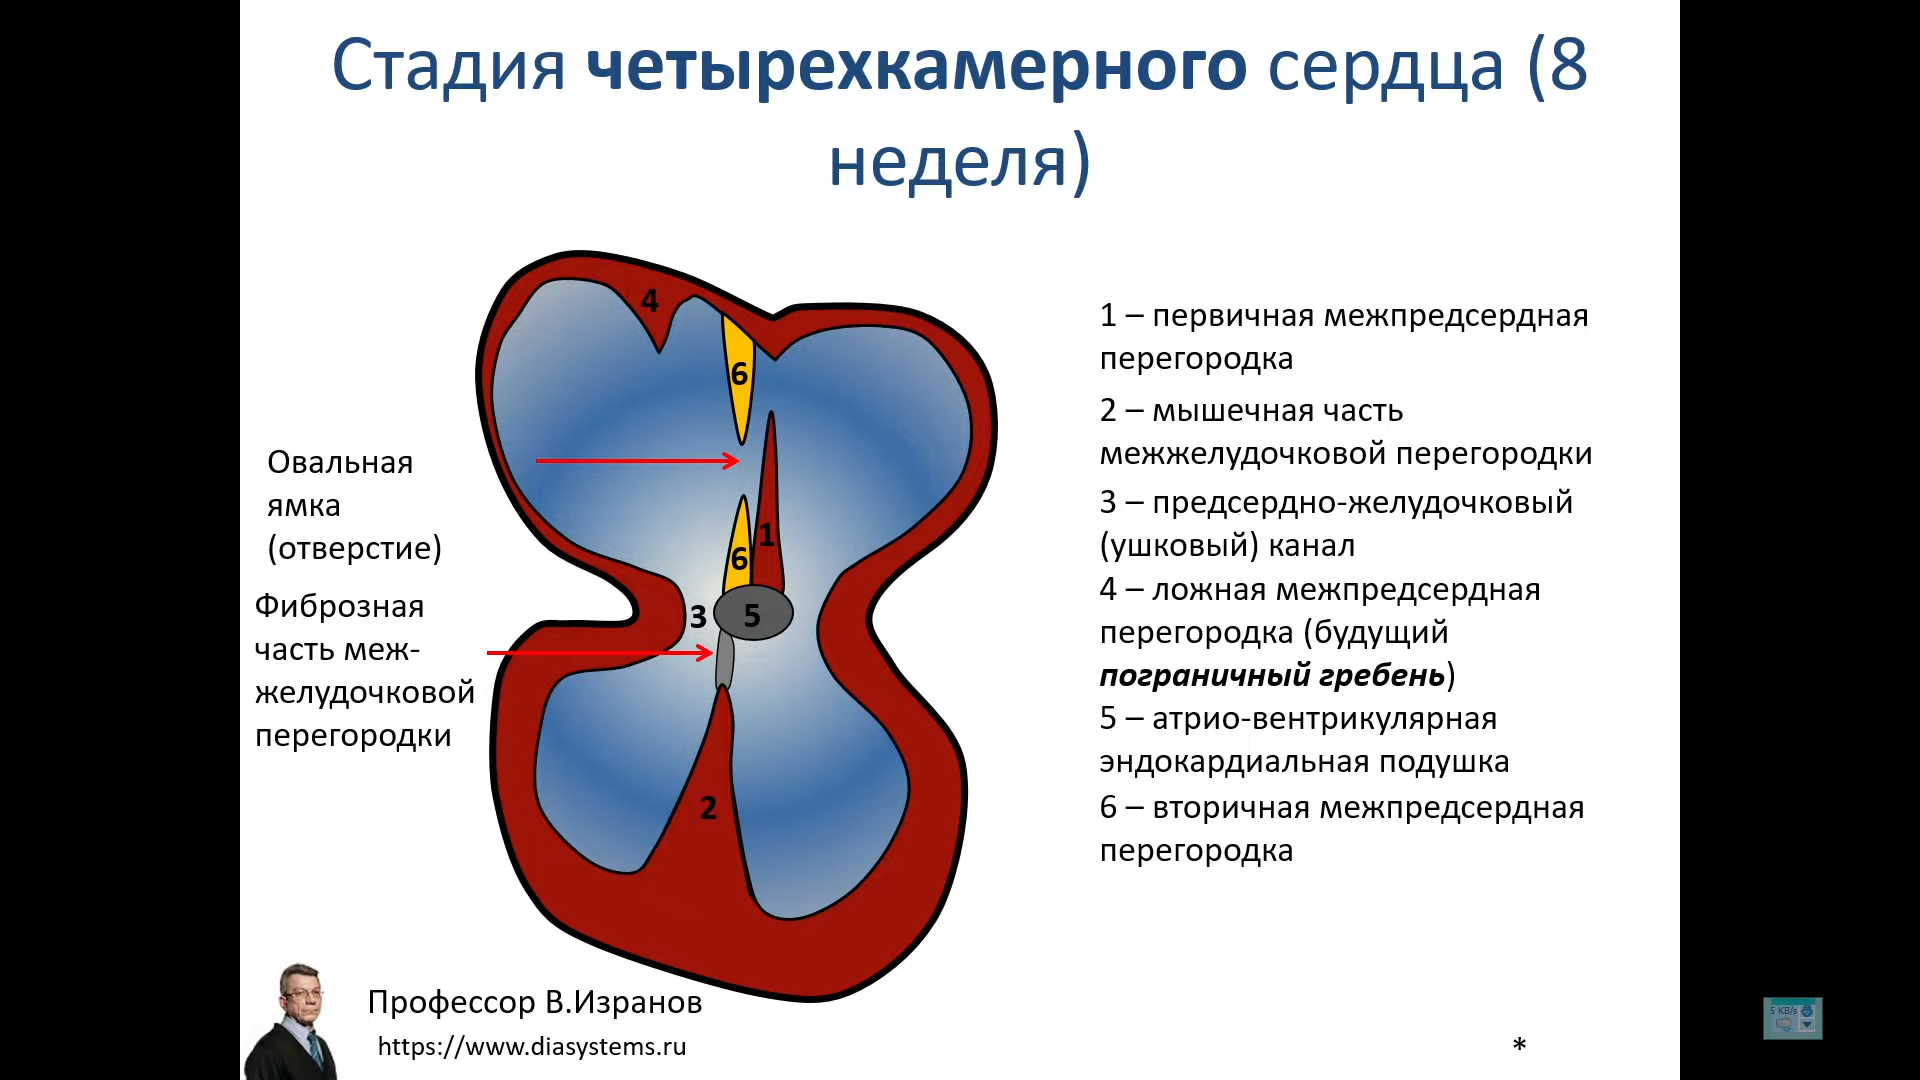 Стадия четырехкамерного сердца (8
неделя)
4
6
1
6
3
5
2
Овальная
ямка
(отверстие)
Фиброзная
часть меж-
желудочковой
перегородки
1 – первичная межпредсердная
перегородка
2 – мышечная часть
межжелудочковой перегородки
3 – предсердно-желудочковый
(ушковый) канал
4 – ложная межпредсердная
перегородка (будущий
пограничный гребень)
5 – атрио-вентрикулярная
эндокардиальная подушка
6 – вторичная межпредсердная
перегородка
Профессор В.Изранов
https://www.diasystems.ru
*
5 KB/s